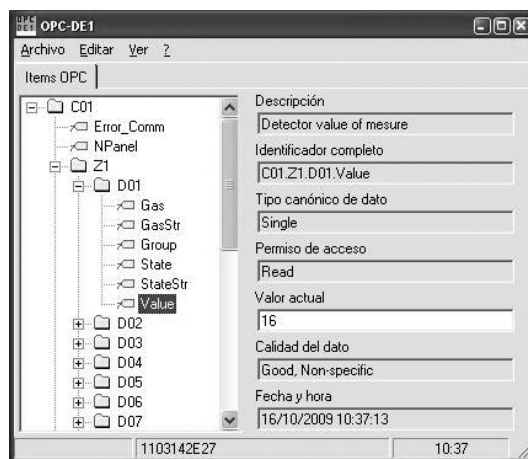 OPC DE1 OPC-DE1
Archivo Editar Ver ?
Items OPC
C01
Error_Comm
NPanel
Z1
D01
Gas
GasStr
Group
State
StateStr
Value
D02
D03
D04
D05
D06
D07
Descripción
Detector value of mesure
Identificador completo
C01.Z1.D01.Value
Tipo canónico de dato
Single
Permiso de acceso
Read
Valor actual
16
Calidad del dato
Good, Non-specific
Fecha y hora
16/10/2009 10:37:13
1103142E27 10:37